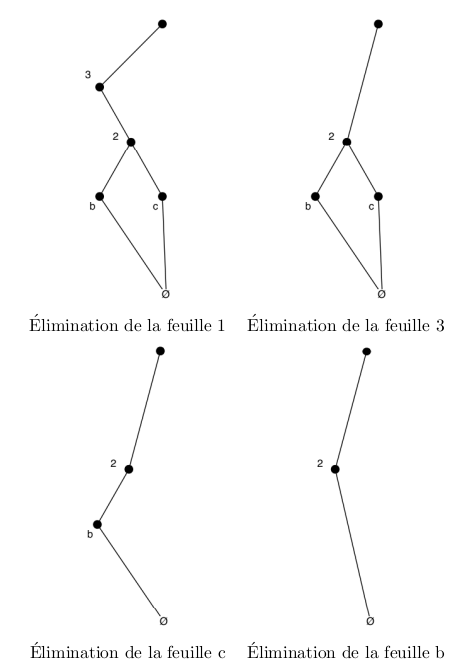 3
2
b c
Ø
Élimination de la feuille 1
2
b c
Ø
Élimination de la feuille 3
2
b
Ø
Élimination de la feuille c
2
Ø
Élimination de la feuille b